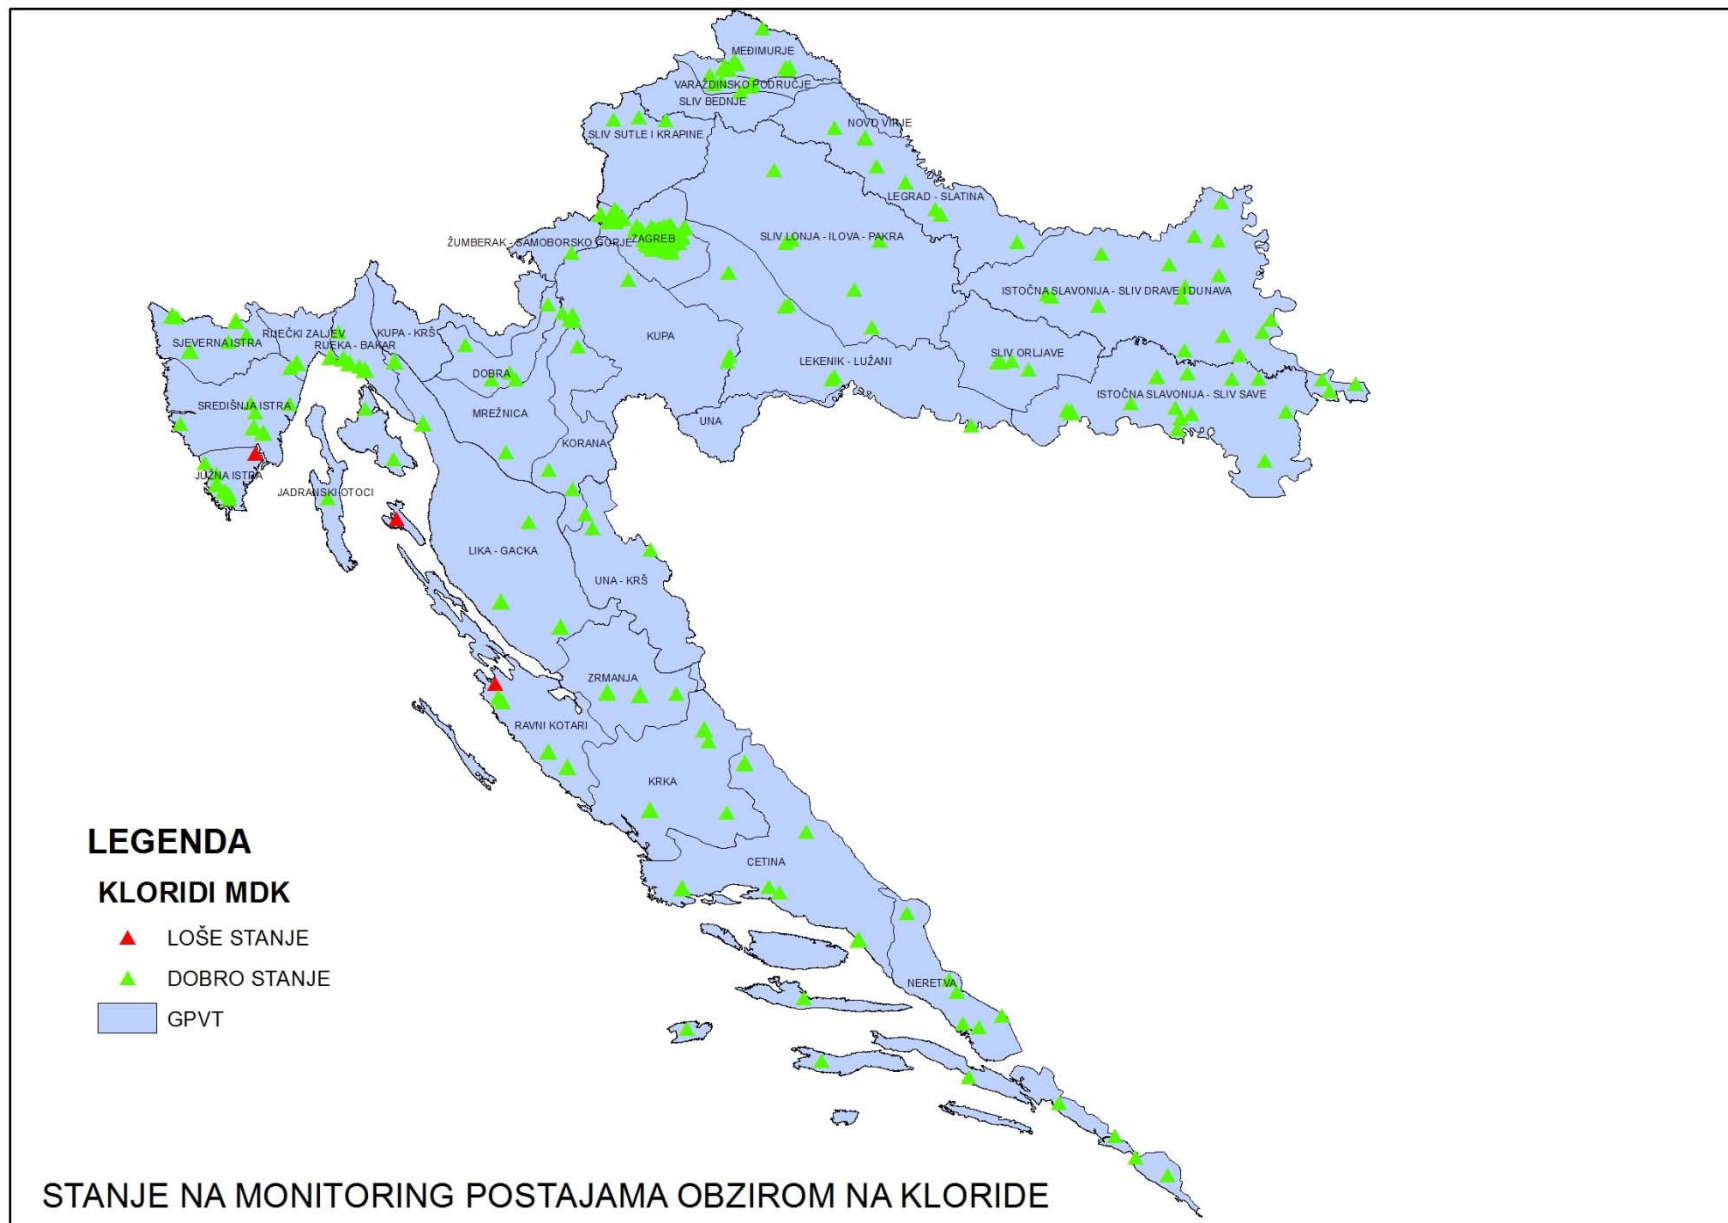 MEĐIMURJE
VARAŽDINSKO PODRUČJE
SLIV BEDNJE
NOVO VIRJE
SLIV SUTLE I KRAPINE
LEGRAD - SLATINA
ŽUMBERAK - SAMOBORSKO GORJE
ZAGREB
SLIV LONJA - ILOVA - PAKRA
ISTOČNA SLAVONIJA - SLIV DRAVE I DUNAVA
RIJEČKI ZALJEV
KUPA - KRŠ
SJEVERNA ISTRA
RIJEKA - BAKAR
KUPA
SLIV ORLJAVE
LEKENIK - LUŽANI
DOBRA
ISTOČNA SLAVONIJA - SLIV SAVE
SREDIŠNJA ISTRA
MREŽNICA
UNA
KORANA
JUŽNA ISTRA
JADRANSKI OTOCI
LIKA - GACKA
UNA - KRŠ
ZRMANJA
RAVNI KOTARI
KRKA
CETINA
NERETVA
LEGENDA
KLORIDI MDK
LOŠE STANJE
DOBRO STANJE
GPVT
STANJE NA MONITORING POSTAJAMA OBZIROM NA KLORIDE